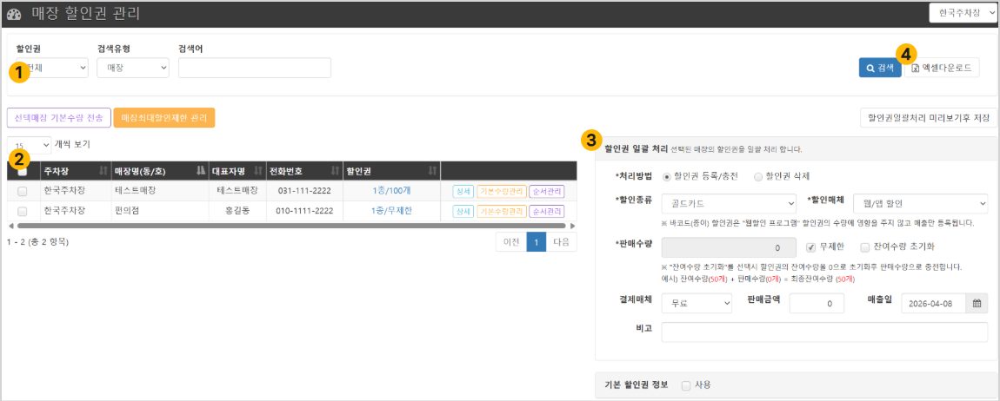 매장 할인권 관리
한국주차장
할인권 검색유형 검색어
1 전체 매장
4
검색 엑셀다운로드
선택매장 기본수량 전송 매장최대할인제한 관리
할인권일괄처리 미리보기후 저장
15 개씩 보기
2
주차장 매장명(동/호) 대표자명 전화번호 할인권
한국주차장 테스트매장 테스트매장 031-111-2222 1종/100개 상세 기본수량관리 순서관리
한국주차장 편의점 홍길동 010-1111-2222 1종/무제한 상세 기본수량관리 순서관리
1 - 2 (총 2 항목)
이전 1 다음
3
할인권 일괄 처리 선택된 매장의 할인권을 일괄 처리 합니다.
*처리방법 할인권 등록/충전 할인권 삭제
*할인종류 골드카드 *할인매체 웹/앱 할인
※ 바코드(종이) 할인권은 "웹할인 프로그램" 할인권의 수량에 영향을 주지 않고 매출만 등록됩니다.
*판매수량 0 무제한 잔여수량 초기화
※ "잔여수량 초기화"를 선택시 할인권의 잔여수량을 0으로 초기화후 판매수량으로 충전합니다.
예시) 잔여수량(50개) + 판매수량(0개) = 최종잔여수량 (50개)
결제매체 무료 판매금액 0 매출일 2026-04-08
비고
기본 할인권 정보 사용